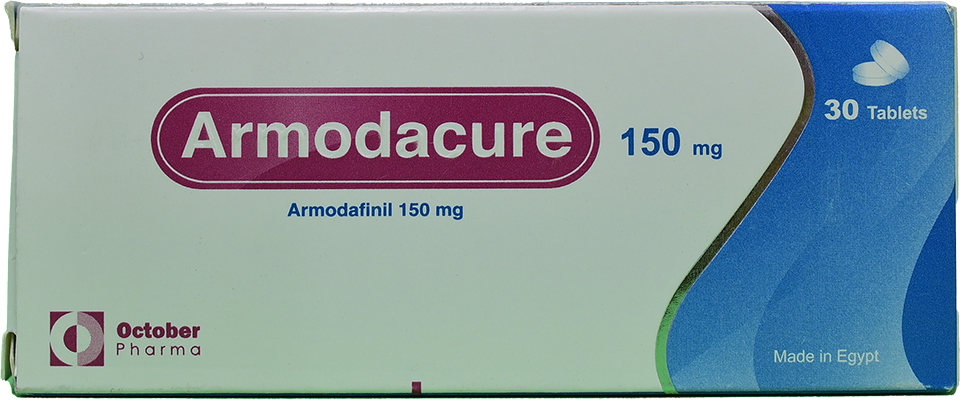 Armodacure 150 mg
Armodafinil 150 mg
30 Tablets
October
Pharma
Made in Egypt